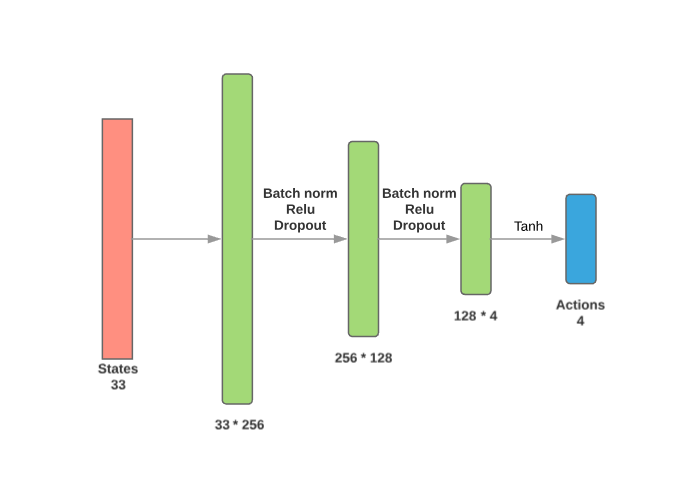 States
33
33 * 256
Batch norm
Relu
Dropout
256 * 128
Batch norm
Relu
Dropout
128 * 4
Tanh
Actions
4